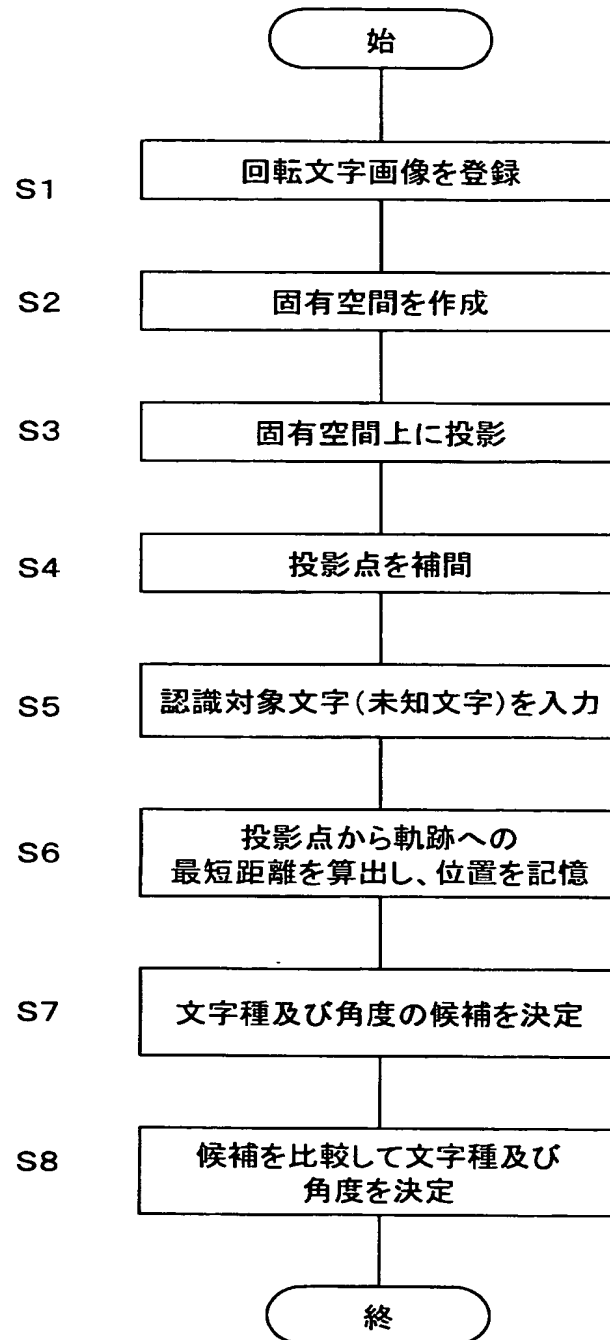 始
S1
回転文字画像を登録
S2
固有空間を作成
S3
固有空間上に投影
S4
投影点を補間
S5
認識対象文字(未知文字)を入力
S6
投影点から軌跡への
最短距離を算出し、位置を記憶
S7
文字種及び角度の候補を決定
S8
候補を比較して文字種及び
角度を決定
終